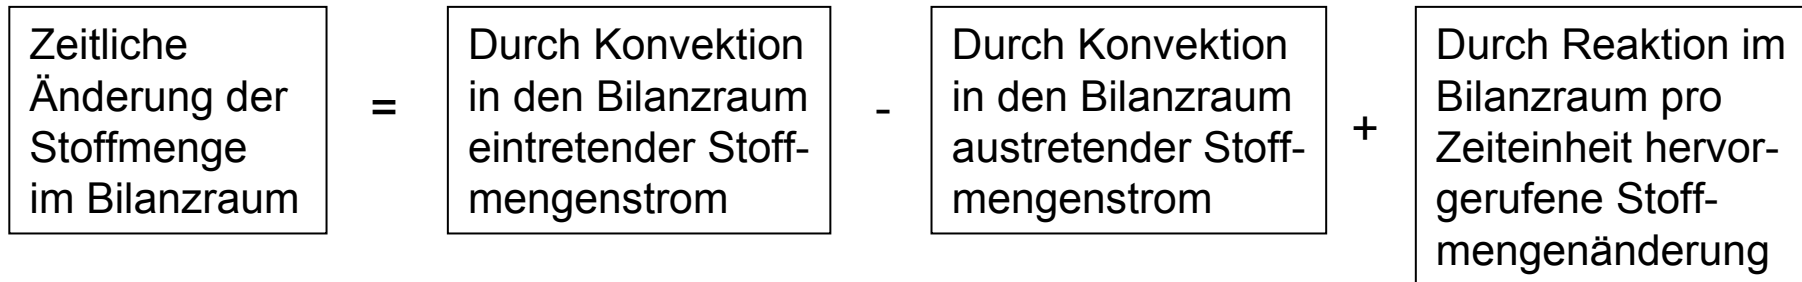 Zeitliche
Änderung der
Stoffmenge
im Bilanzraum
=
Durch Konvektion
in den Bilanzraum
eintretender Stoff-
mengenstrom
-
Durch Konvektion
in den Bilanzraum
austretender Stoff-
mengenstrom
+
Durch Reaktion im
Bilanzraum pro
Zeiteinheit hervor-
gerufene Stoff-
mengenänderung